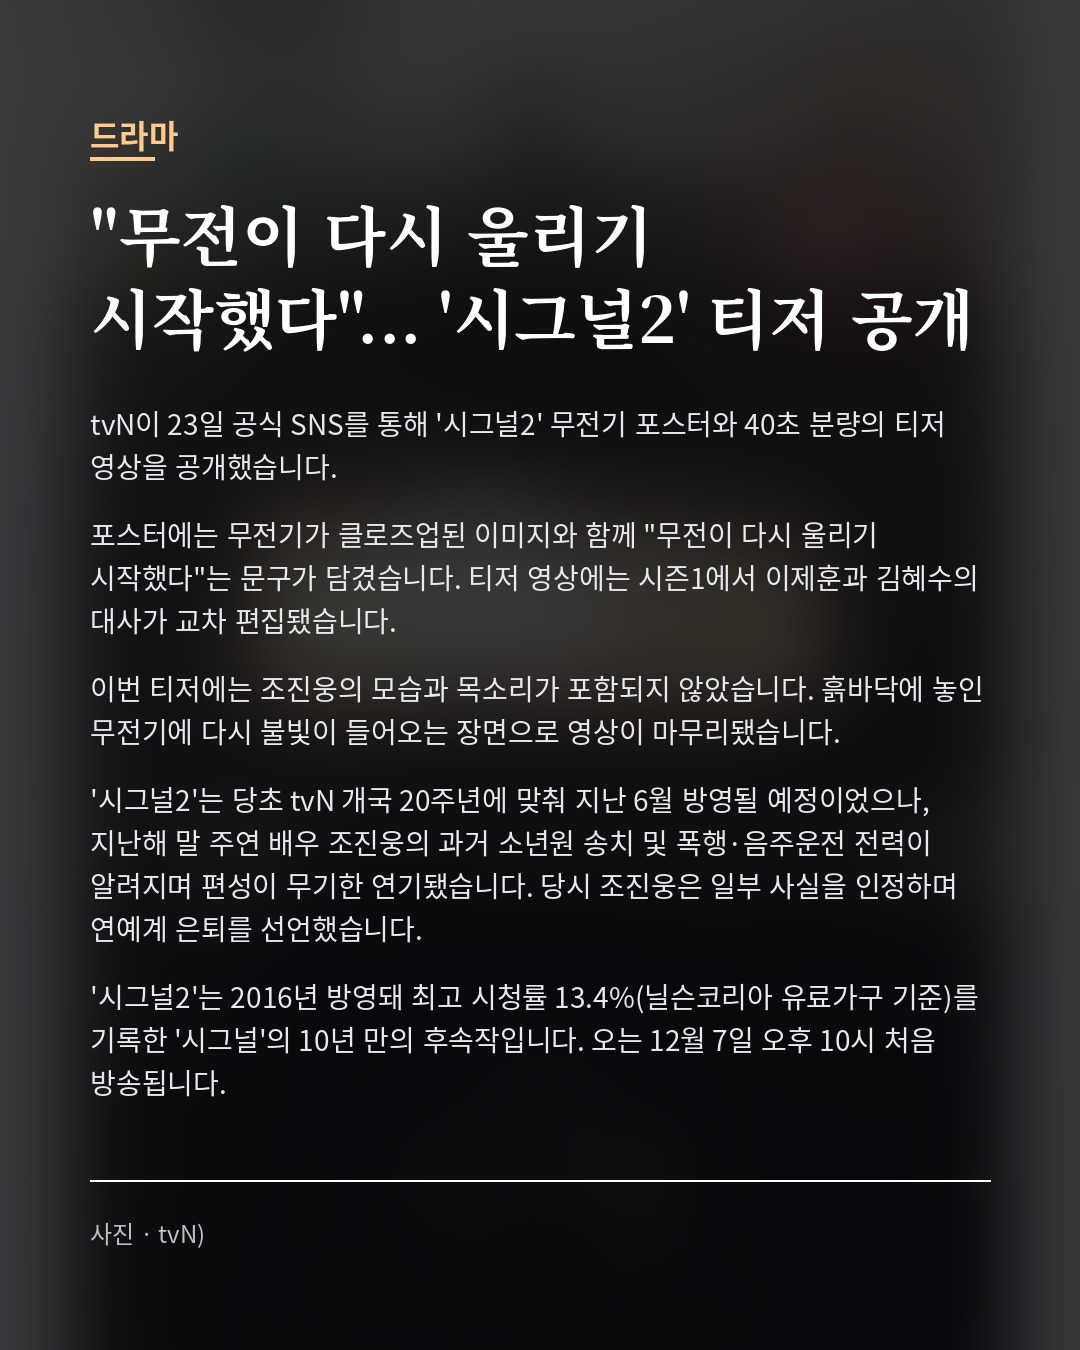 드라마
"무전이 다시 울리기
시작했다"... '시그널2' 티저 공개
tvN이 23일 공식 SNS를 통해 '시그널2' 무전기 포스터와 40초 분량의 티저
영상을 공개했습니다.
포스터에는 무전기가 클로즈업된 이미지와 함께 "무전이 다시 울리기
시작했다"는 문구가 담겼습니다. 티저 영상에는 시즌1에서 이제훈과 김혜수의
대사가 교차 편집됐습니다.
이번 티저에는 조진웅의 모습과 목소리가 포함되지 않았습니다. 흙바닥에 놓인
무전기에 다시 불빛이 들어오는 장면으로 영상이 마무리됐습니다.
'시그널2'는 당초 tvN 개국 20주년에 맞춰 지난 6월 방영될 예정이었으나,
지난해 말 주연 배우 조진웅의 과거 소년원 송치 및 폭행·음주운전 전력이
알려지며 편성이 무기한 연기됐습니다. 당시 조진웅은 일부 사실을 인정하며
연예계 은퇴를 선언했습니다.
'시그널2'는 2016년 방영돼 최고 시청률 13.4%(닐슨코리아 유료가구 기준)를
기록한 '시그널'의 10년 만의 후속작입니다. 오는 12월 7일 오후 10시 처음
방송됩니다.
사진 · tvN)